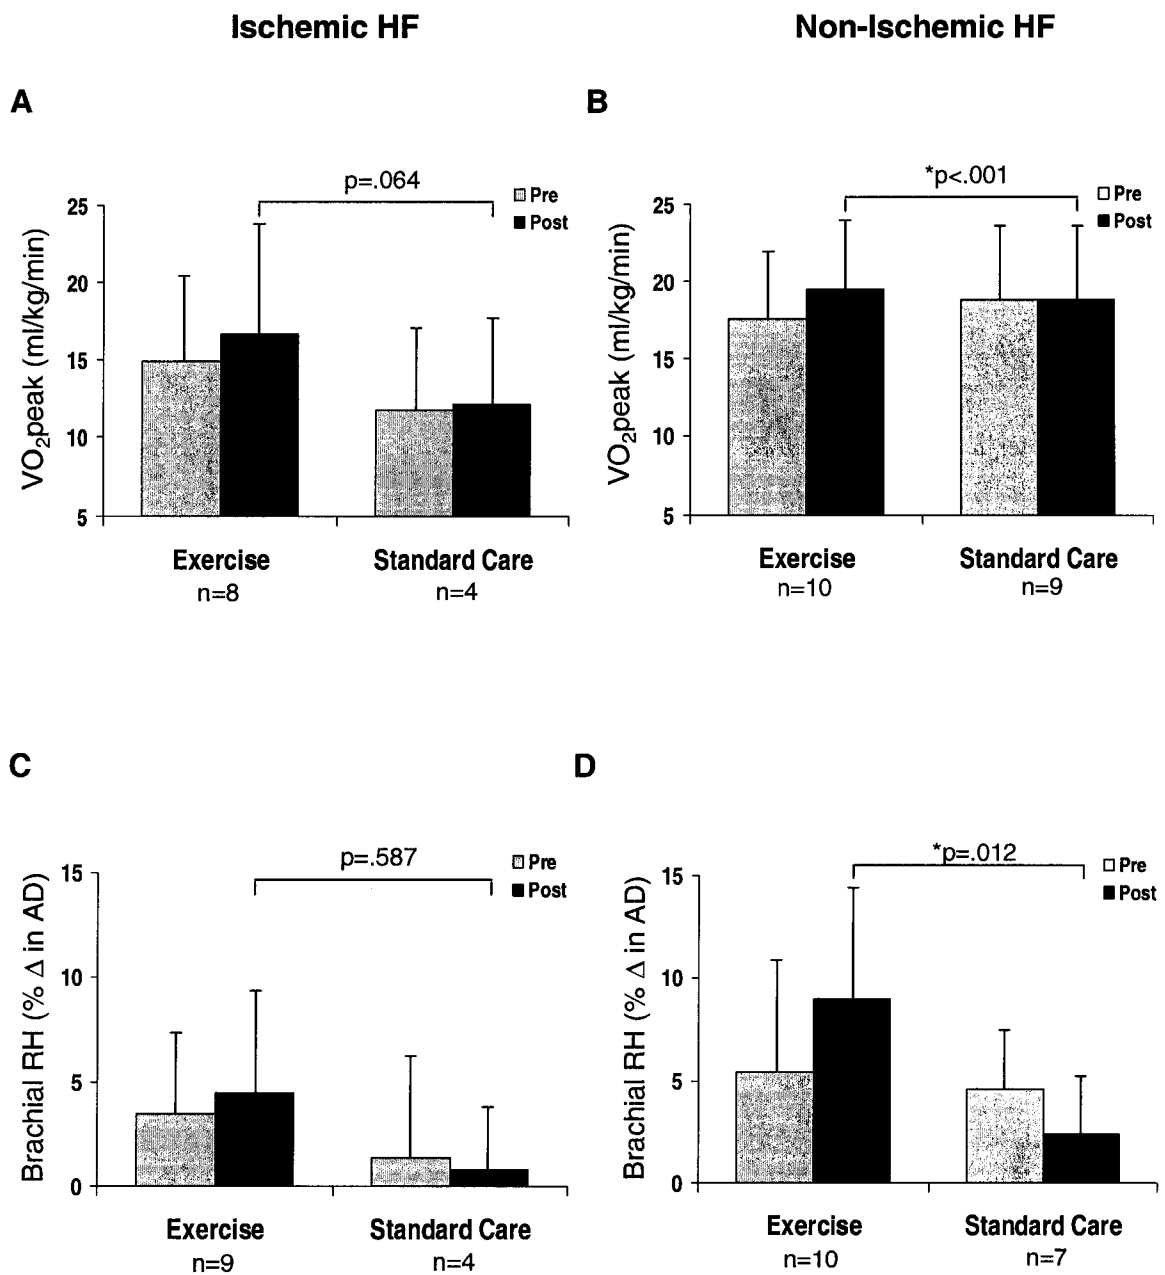 Ischemic HF
Non-Ischemic HF
A
p=.064
Pre
Post
VO2peak (ml/kg/min)
25
20
15
10
5
Exercise
n=8
Standard Care
n=4
B
*p<.001
Pre
Post
VO2peak (ml/kg/min)
25
20
15
10
5
Exercise
n=10
Standard Care
n=9
C
p=.587
Pre
Post
Brachial RH (% Δ in AD)
15
10
5
0
Exercise
n=9
Standard Care
n=4
D
*p=.012
Pre
Post
Brachial RH (% Δ in AD)
15
10
5
0
Exercise
n=10
Standard Care
n=7